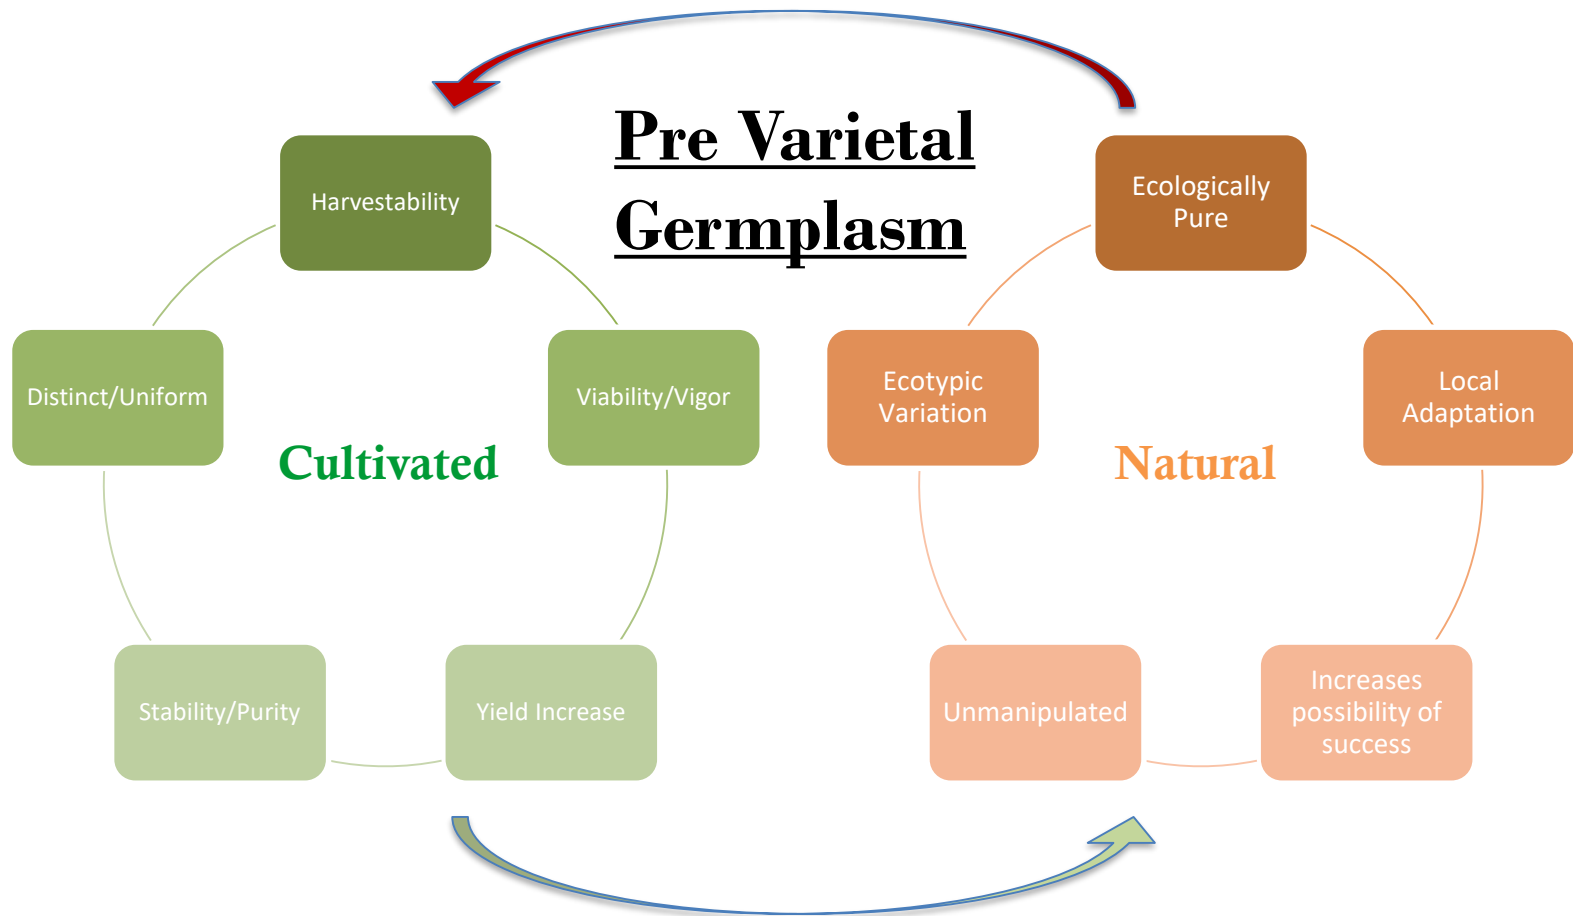 Pre Varietal
Germplasm
Harvestability
Distinct/Uniform
Viability/Vigor
Cultivated
Stability/Purity
Yield Increase
Ecologically
Pure
Ecotypic
Variation
Local
Adaptation
Natural
Unmanipulated
Increases
possibility of
success